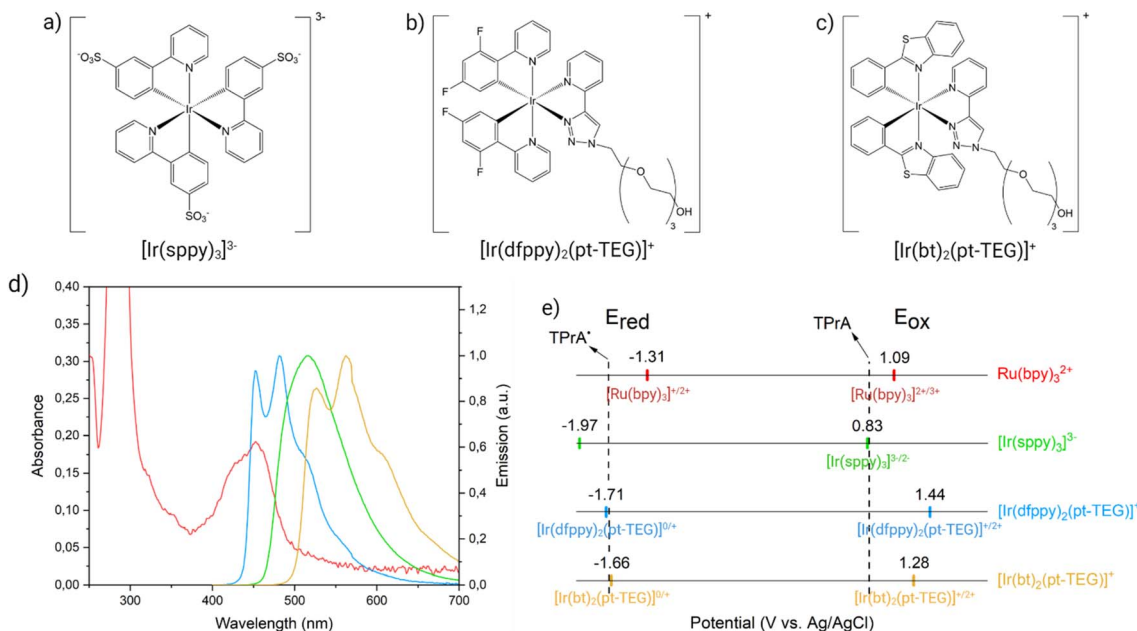 a)
3-
⁻O₃S
SO₃⁻
N
Ir
N
N
SO₃⁻
[Ir(sppy)₃]³⁻
b)
+
F
N
F
N
Ir
F
N
N
N
N
F
O
O
OH
3
[Ir(dfppy)₂(pt-TEG)]⁺
c)
+
S
N
N
Ir
N
N
N
N
S
O
O
OH
3
[Ir(bt)₂(pt-TEG)]⁺
d)
0,40
0,35
0,30
0,25
0,20
0,15
0,10
0,05
0,00
Absorbance
300
400
500
600
700
Wavelength (nm)
1,2
1,0
0,8
0,6
0,4
0,2
0,0
Emission (a.u.)
e)
E_red
E_ox
TPrA•
TPrA
-1.31
1.09
Ru(bpy)₃²⁺
[Ru(bpy)₃]⁺/²⁺
[Ru(bpy)₃]²⁺/³⁺
-1.97
0.83
[Ir(sppy)₃]³⁻
[Ir(sppy)₃]³⁻/²⁻
-1.71
1.44
[Ir(dfppy)₂(pt-TEG)]⁺
[Ir(dfppy)₂(pt-TEG)]⁰/⁺
[Ir(dfppy)₂(pt-TEG)]⁺/²⁺
-1.66
1.28
[Ir(bt)₂(pt-TEG)]⁺
[Ir(bt)₂(pt-TEG)]⁰/⁺
[Ir(bt)₂(pt-TEG)]⁺/²⁺
Potential (V vs. Ag/AgCl)